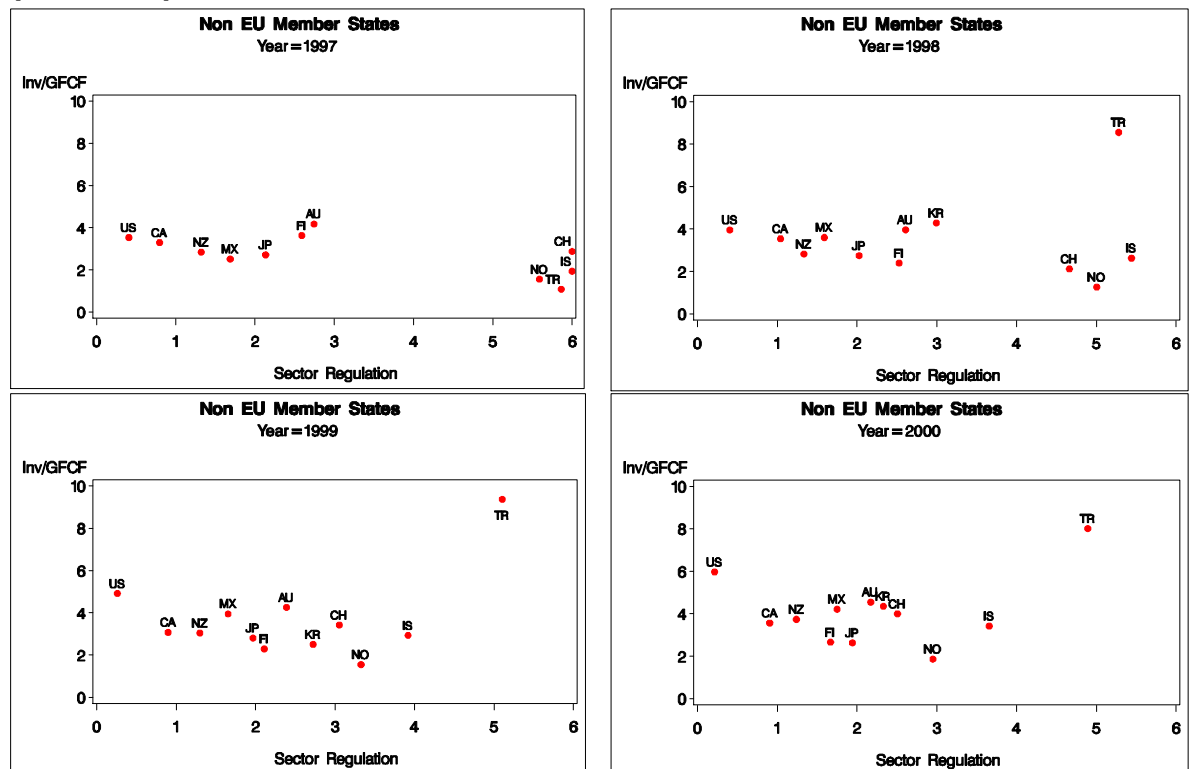 Non EU Member States
Year=1997
Inv/GFCF
10
8
6
4
2
0
US
CA
NZ
MX
JP
FI
AU
NO
TR
IS
CH
0 1 2 3 4 5 6
Sector Regulation
Non EU Member States
Year=1998
Inv/GFCF
10
8
6
4
2
0
US
CA
NZ
MX
JP
FI
AU
KR
CH
NO
TR
IS
0 1 2 3 4 5 6
Sector Regulation
Non EU Member States
Year=1999
Inv/GFCF
10
8
6
4
2
0
US
CA
NZ
MX
JP
FI
AU
KR
CH
NO
IS
TR
0 1 2 3 4 5 6
Sector Regulation
Non EU Member States
Year=2000
Inv/GFCF
10
8
6
4
2
0
US
CA
NZ
FI
MX
JP
AU
KR
CH
NO
IS
TR
0 1 2 3 4 5 6
Sector Regulation